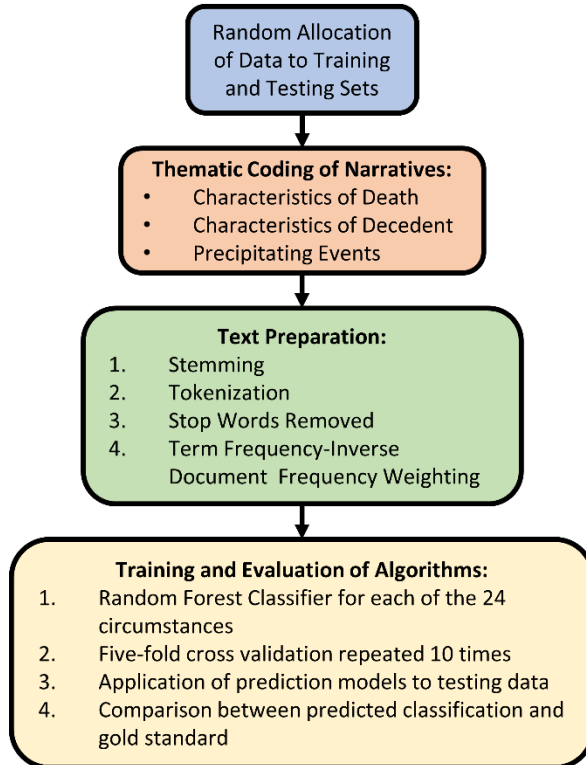 Random Allocation
of Data to Training
and Testing Sets
Thematic Coding of Narratives:
• Characteristics of Death
• Characteristics of Decedent
• Precipitating Events
Text Preparation:
1. Stemming
2. Tokenization
3. Stop Words Removed
4. Term Frequency-Inverse
Document Frequency Weighting
Training and Evaluation of Algorithms:
1. Random Forest Classifier for each of the 24
circumstances
2. Five-fold cross validation repeated 10 times
3. Application of prediction models to testing data
4. Comparison between predicted classification and
gold standard